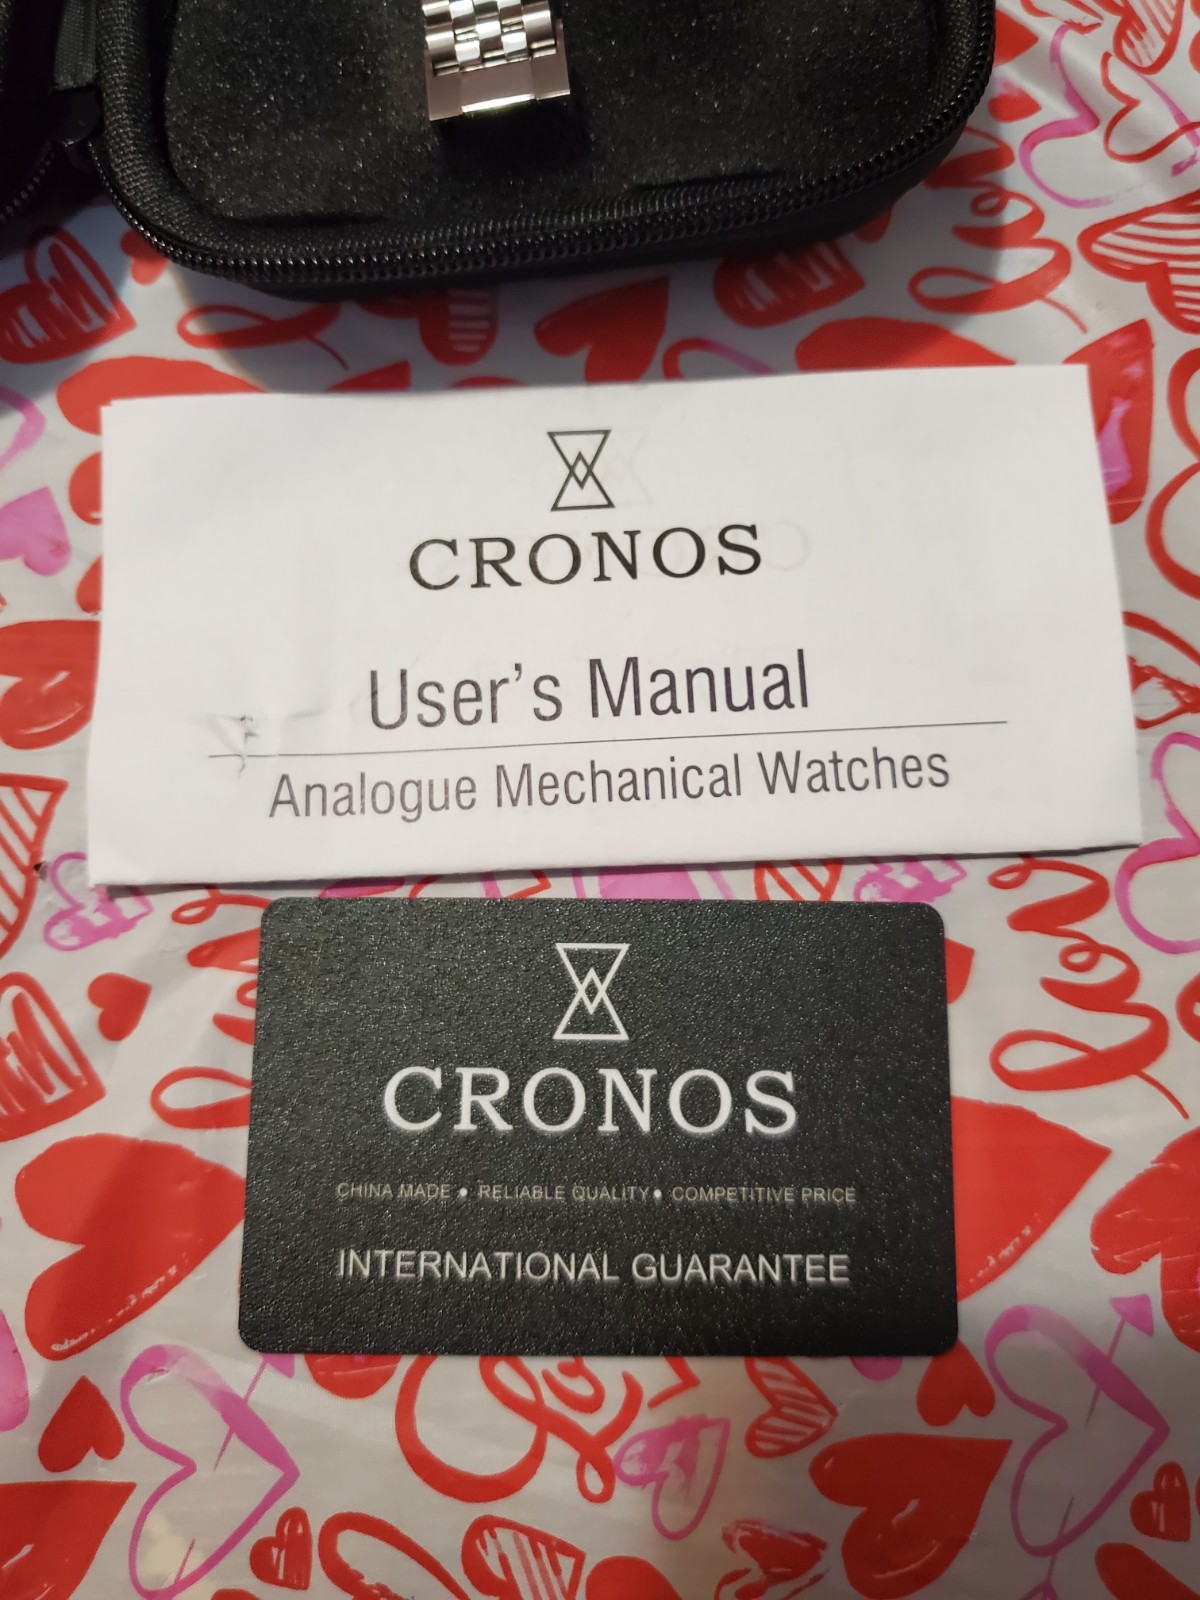 CRONOS
User's Manual
Analogue Mechanical Watches
CRONOS
CHINA MADE • RELIABLE QUALITY • COMPETITIVE PRICE
INTERNATIONAL GUARANTEE